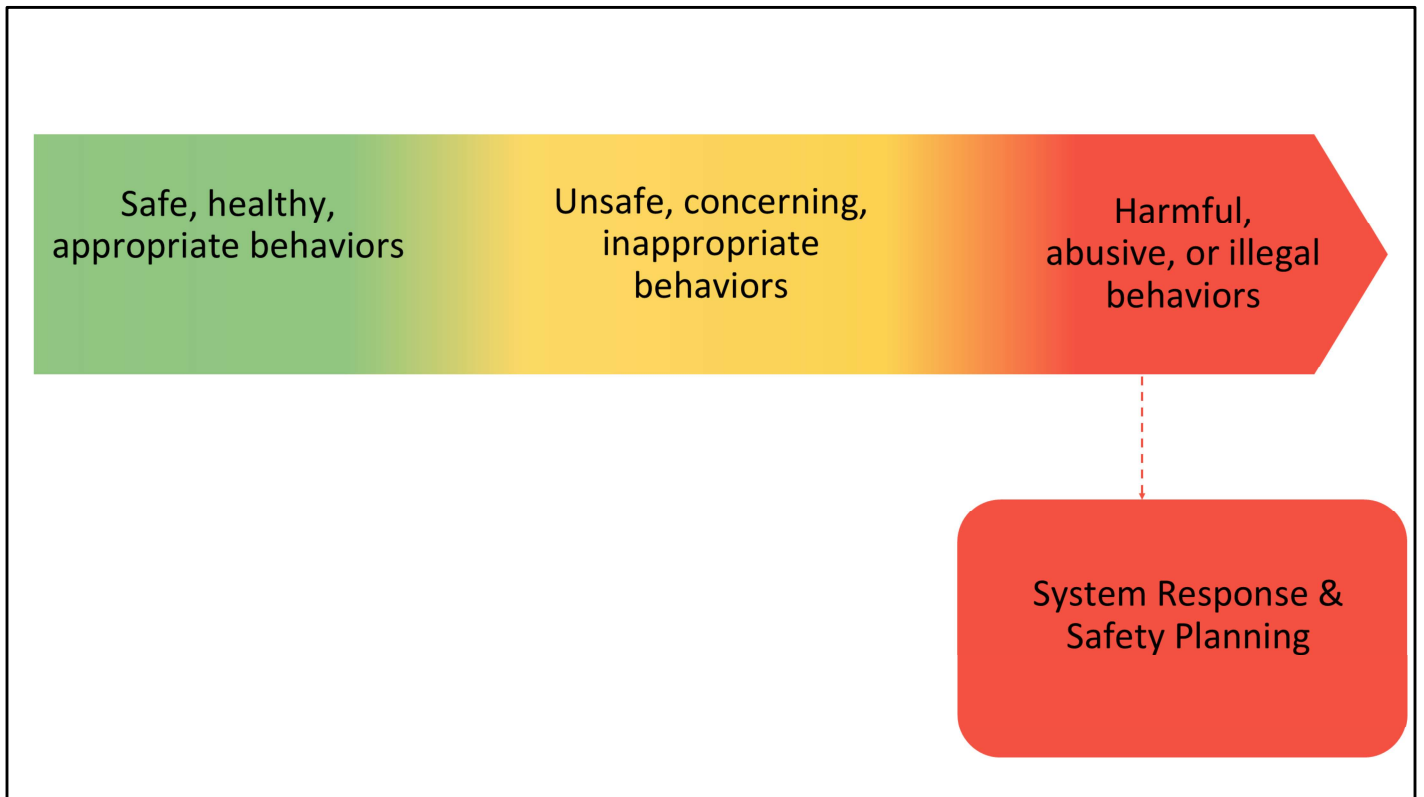 Safe, healthy,
appropriate behaviors
Unsafe, concerning,
inappropriate
behaviors
Harmful,
abusive, or illegal
behaviors
System Response &
Safety Planning